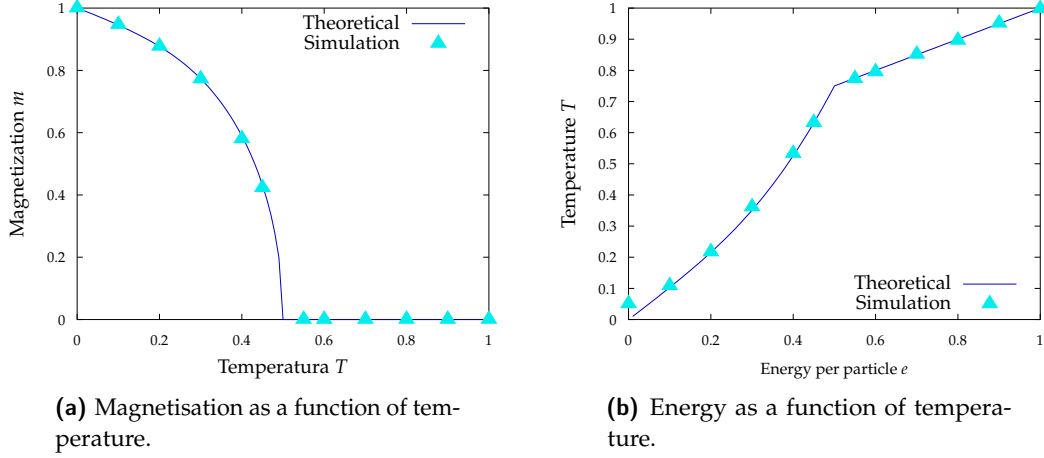 Theoretical
Simulation
Magnetization m
1
0.8
0.6
0.4
0.2
0
0 0.2 0.4 0.6 0.8 1
Temperatura T
(a) Magnetisation as a function of tem-
perature.
Temperature T
1
0.9
0.8
0.7
0.6
0.5
0.4
0.3
0.2
0.1
0
Theoretical
Simulation
0 0.2 0.4 0.6 0.8 1
Energy per particle e
(b) Energy as a function of tempera-
ture.